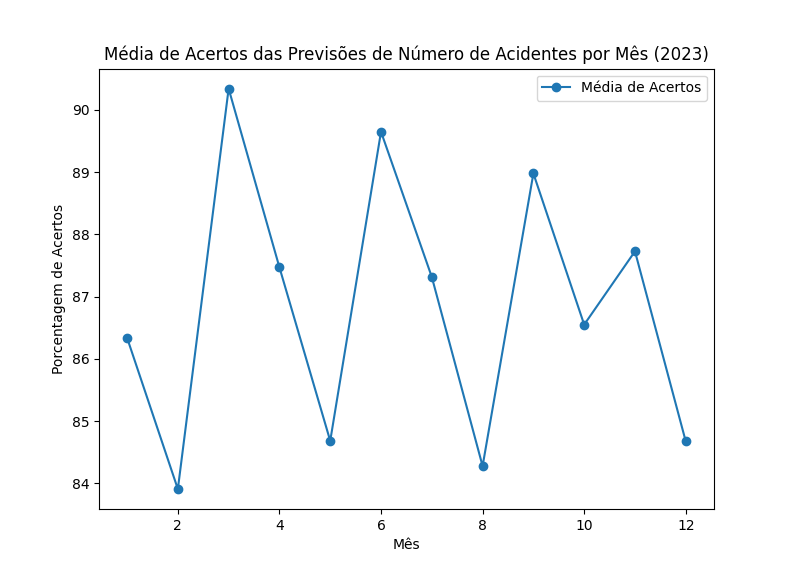 Média de Acertos das Previsões de Número de Acidentes por Mês (2023)
Média de Acertos
Porcentagem de Acertos
90
89
88
87
86
85
84
2 4 6 8 10 12
Mês